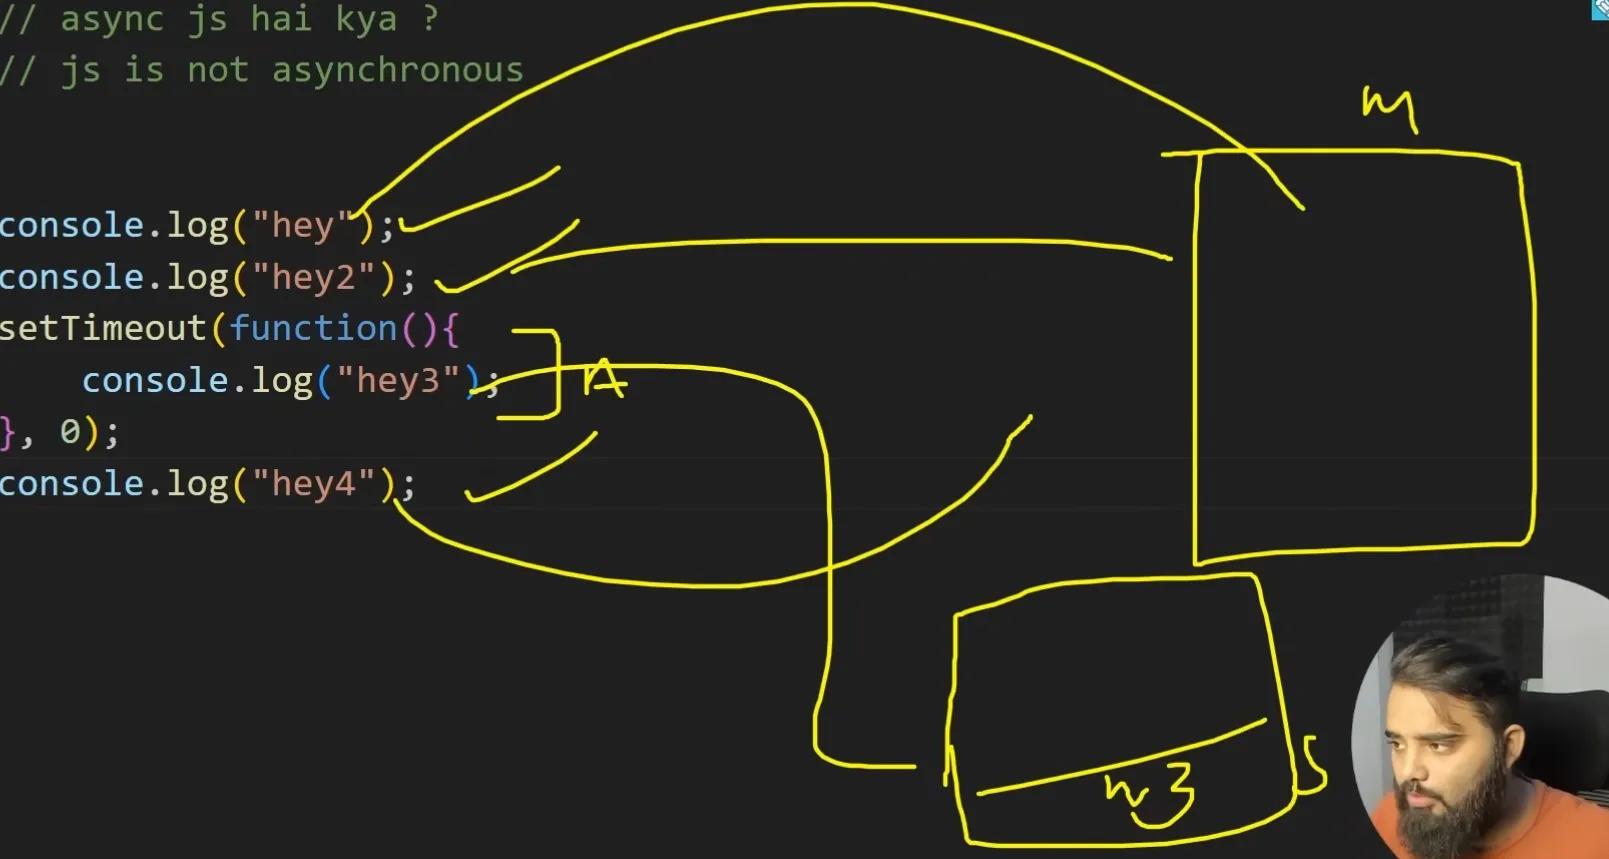 // async js hai kya ?
// js is not asynchronous
M
console.log("hey");
console.log("hey2");
setTimeout(function(){
console.log("hey3");
A
}, 0);
console.log("hey4");
S